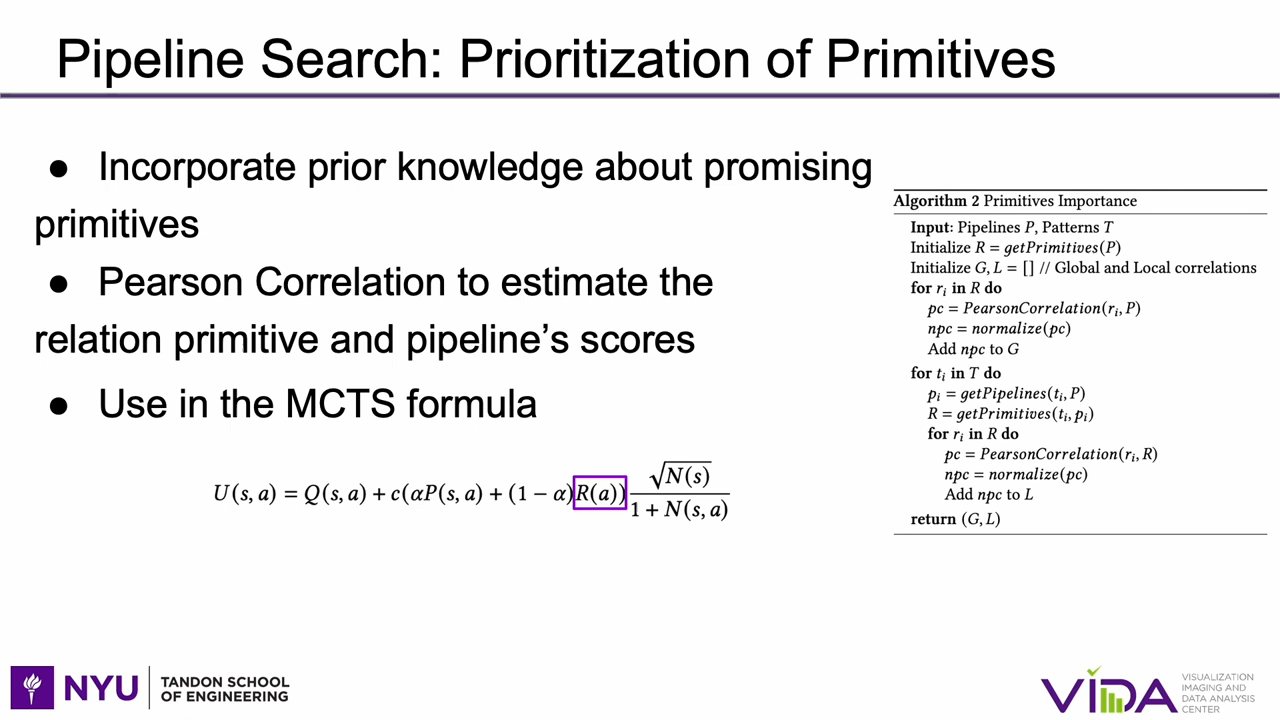 Pipeline Search: Prioritization of Primitives
● Incorporate prior knowledge about promising
primitives
● Pearson Correlation to estimate the
relation primitive and pipeline’s scores
● Use in the MCTS formula
U(s, a) = Q(s, a) + c(αP(s, a) + (1 − α)R(a)) √N(s) / 1 + N(s, a)
Algorithm 2 Primitives Importance
Input: Pipelines P, Patterns T
Initialize R = getPrimitives(P)
Initialize G, L = [] // Global and Local correlations
for rᵢ in R do
pc = PearsonCorrelation(rᵢ, P)
npc = normalize(pc)
Add npc to G
for tᵢ in T do
pᵢ = getPipelines(tᵢ, P)
R = getPrimitives(tᵢ, pᵢ)
for rᵢ in R do
pc = PearsonCorrelation(rᵢ, R)
npc = normalize(pc)
Add npc to L
return (G, L)
NYU
TANDON SCHOOL
OF ENGINEERING
VIDA
VISUALIZATION
IMAGING AND
DATA ANALYSIS
CENTER